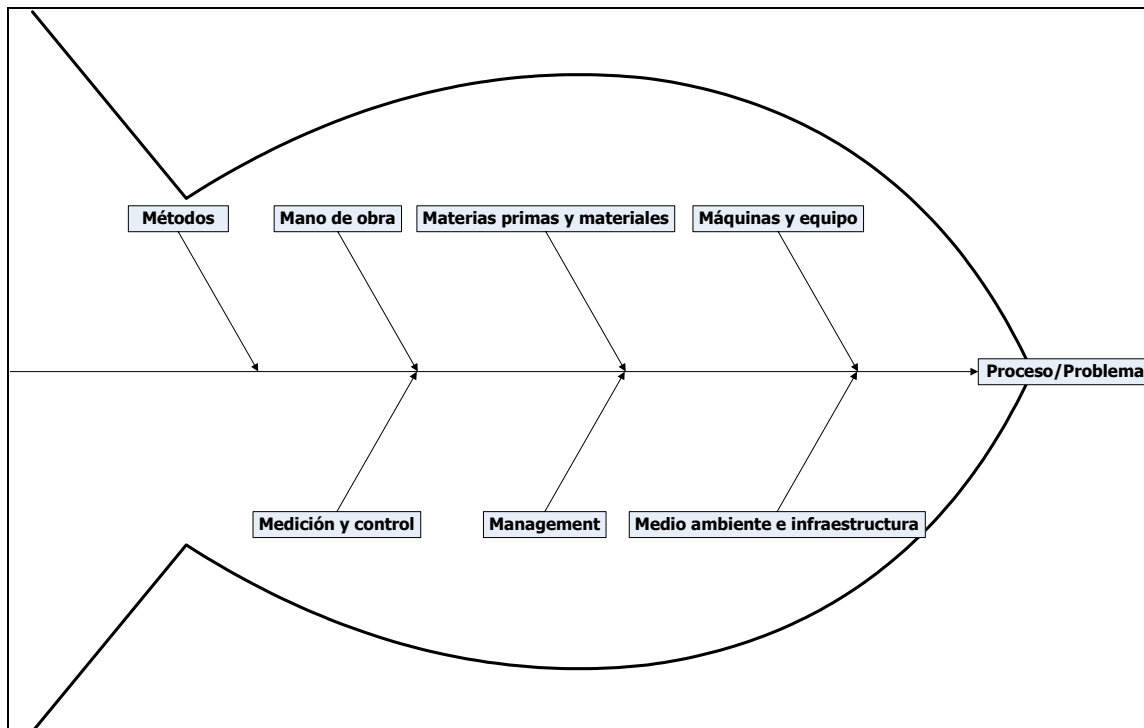 Métodos
Mano de obra
Materias primas y materiales
Máquinas y equipo
Proceso/Problema
Medición y control
Management
Medio ambiente e infraestructura